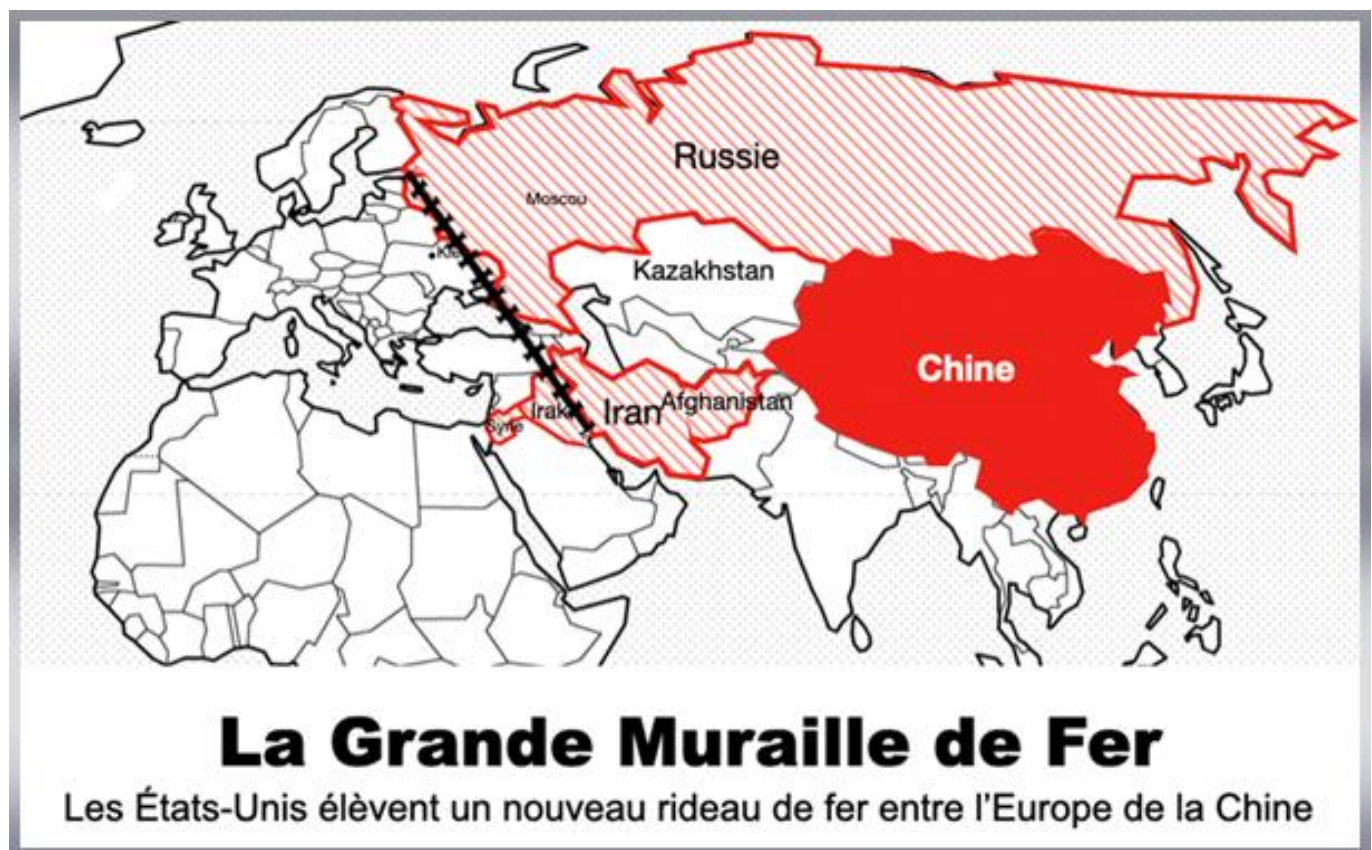 Russie
Moscou
Kazakhstan
Chine
Irak
Iran
Afghanistan
Syrie
La Grande Muraille de Fer
Les États-Unis élèvent un nouveau rideau de fer entre l'Europe de la Chine